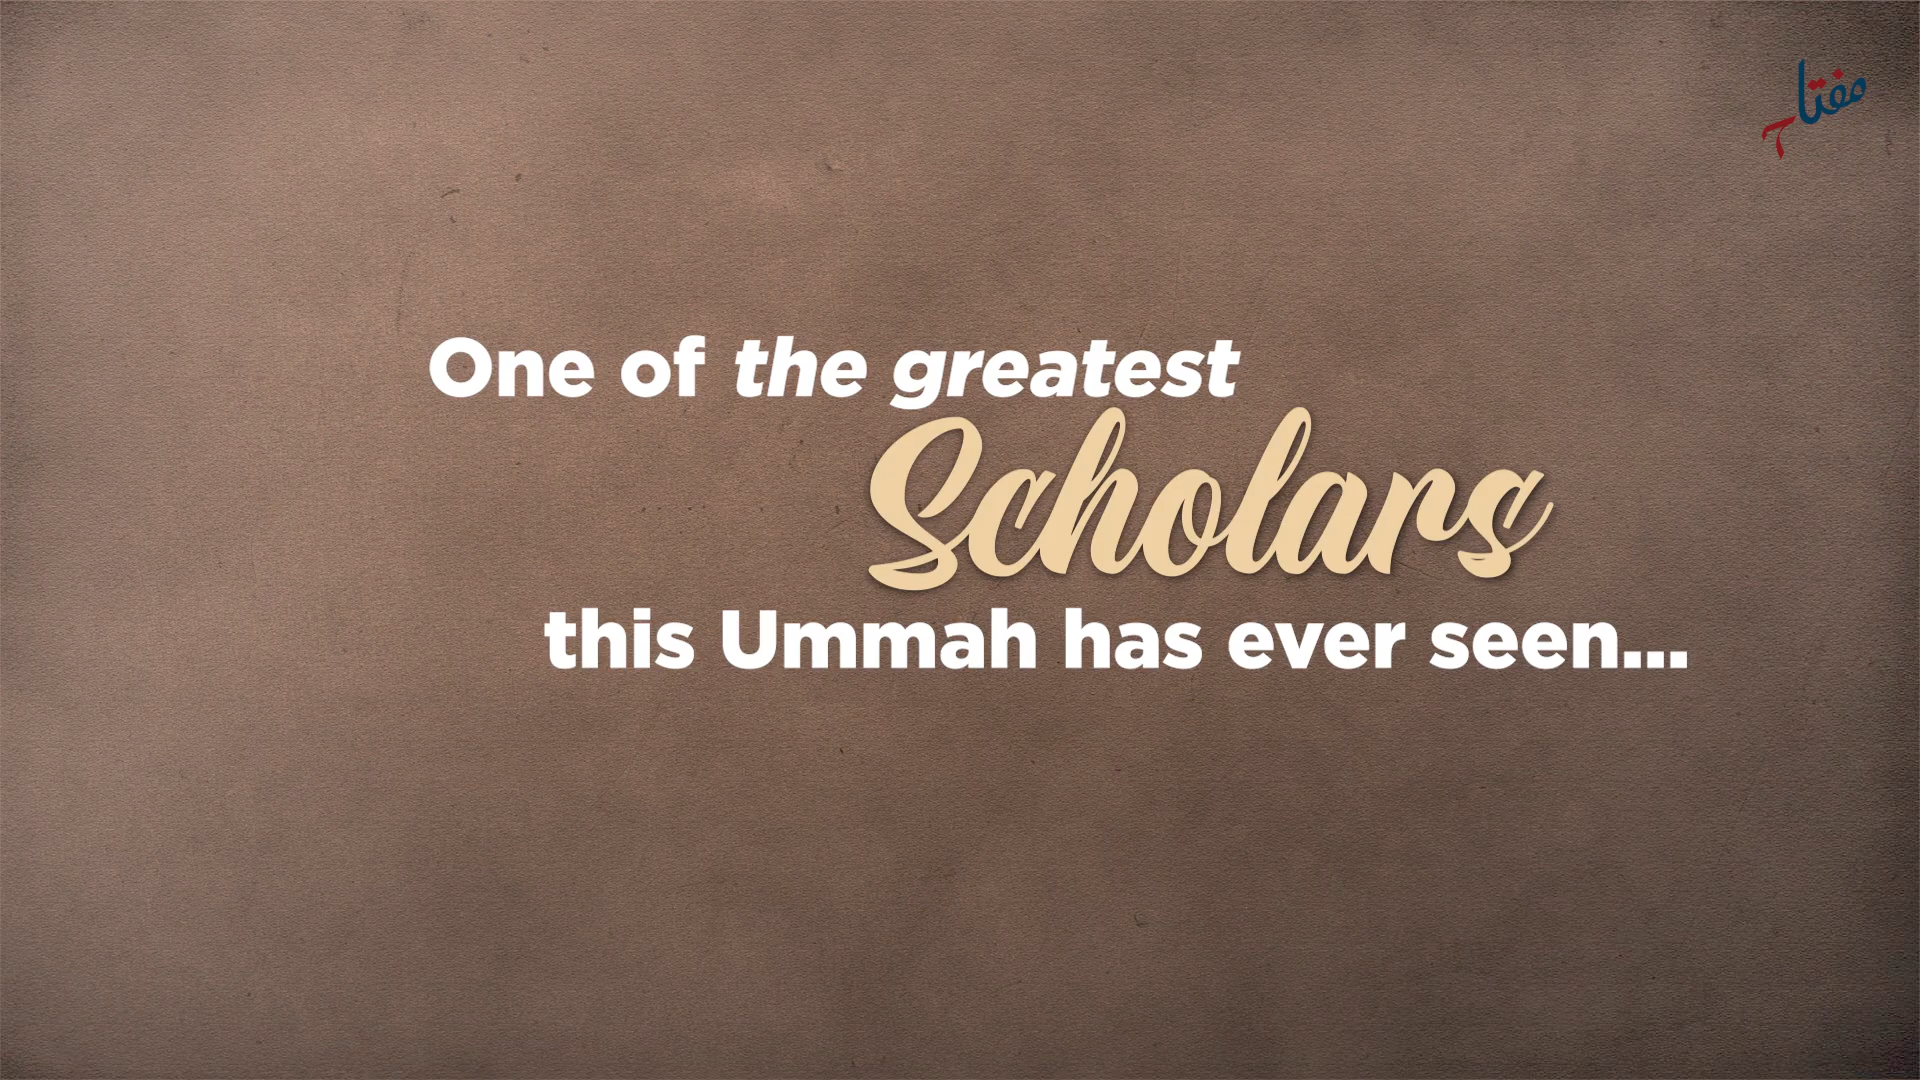 مفتاح
One of the greatest
Scholars
this Ummah has ever seen...